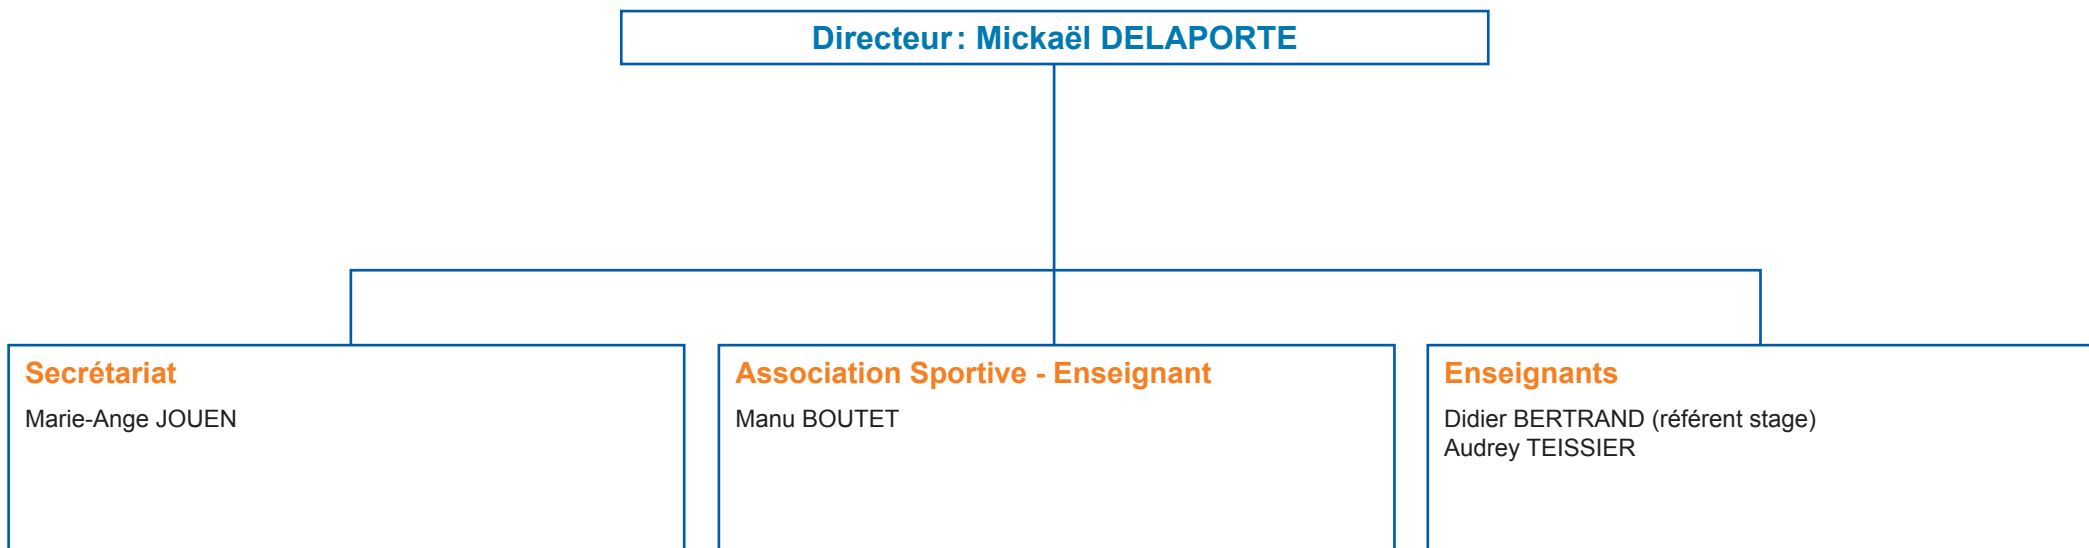 Directeur : Mickaël DELAPORTE
Secrétariat
Marie-Ange JOUEN
Association Sportive - Enseignant
Manu BOUTET
Enseignants
Didier BERTRAND (référent stage)
Audrey TEISSIER